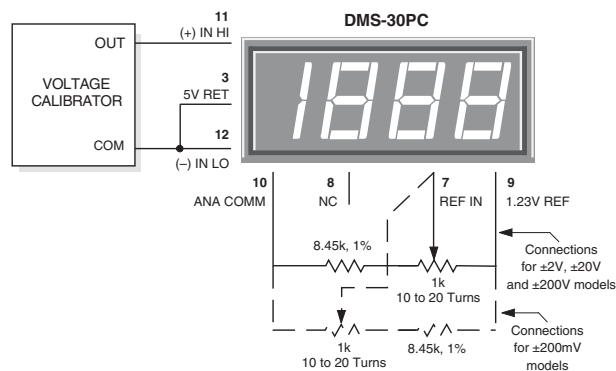 DMS-30PC
11
(+) IN HI
OUT
3
5V RET
VOLTAGE
CALIBRATOR
12
COM
(–) IN LO
1888
10
ANA COMM
8
NC
7
REF IN
9
1.23V REF
8.45k, 1%
1k
10 to 20 Turns
Connections
for ±2V, ±20V
and ±200V models
1k
10 to 20 Turns
8.45k, 1%
Connections
for ±200mV
models